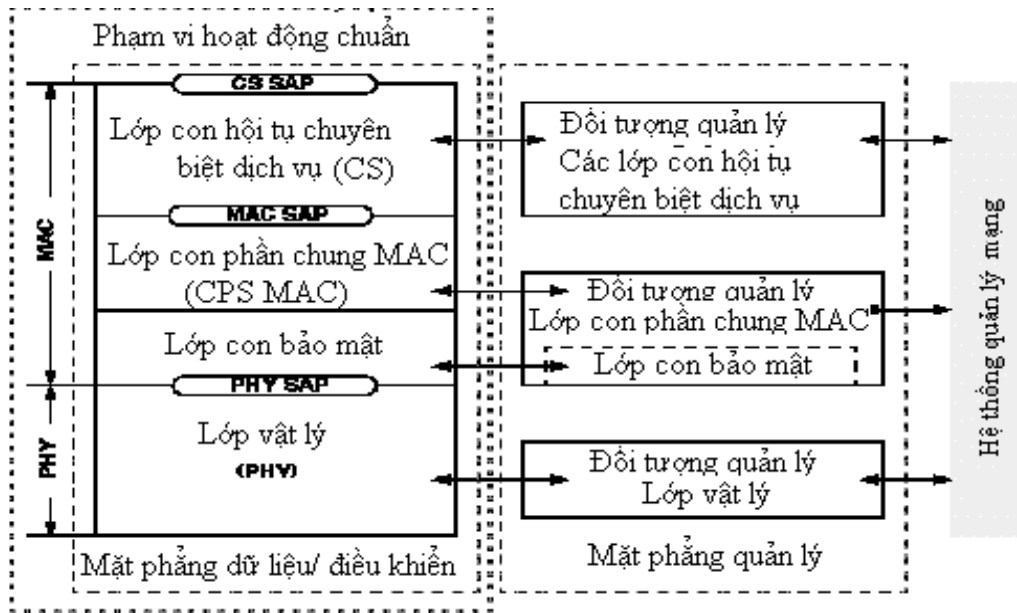 Phạm vi hoạt động chuẩn
CS SAP
Lớp con hội tụ chuyên
biệt dịch vụ (CS)
MAC SAP
Lớp con phần chung MAC
(CPS MAC)
Lớp con bảo mật
PHY SAP
Lớp vật lý
(PHY)
Mặt phẳng dữ liệu/ điều khiển
MAC
PHY
Đối tượng quản lý
Các lớp con hội tụ
chuyên biệt dịch vụ
Đối tượng quản lý
Lớp con phần chung MAC
Lớp con bảo mật
Đối tượng quản lý
Lớp vật lý
Mặt phẳng quản lý
Hệ thống quản lý mạng